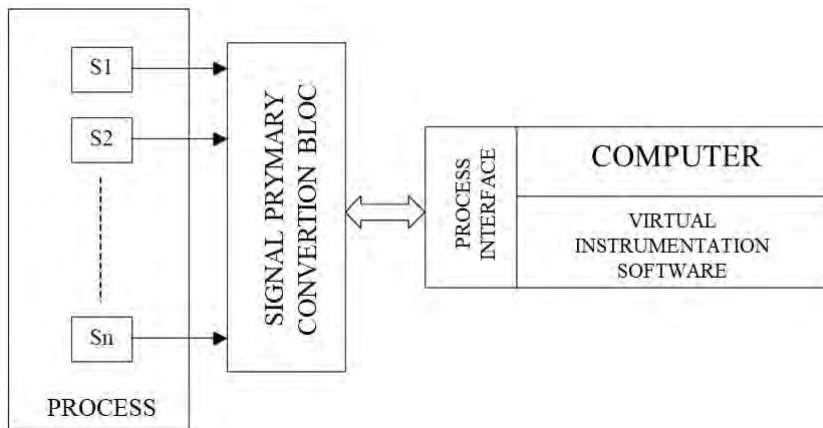 S1
S2
Sn
PROCESS
SIGNAL PRYMARY
CONVERTION BLOC
PROCESS
INTERFACE
COMPUTER
VIRTUAL
INSTRUMENTATION
SOFTWARE